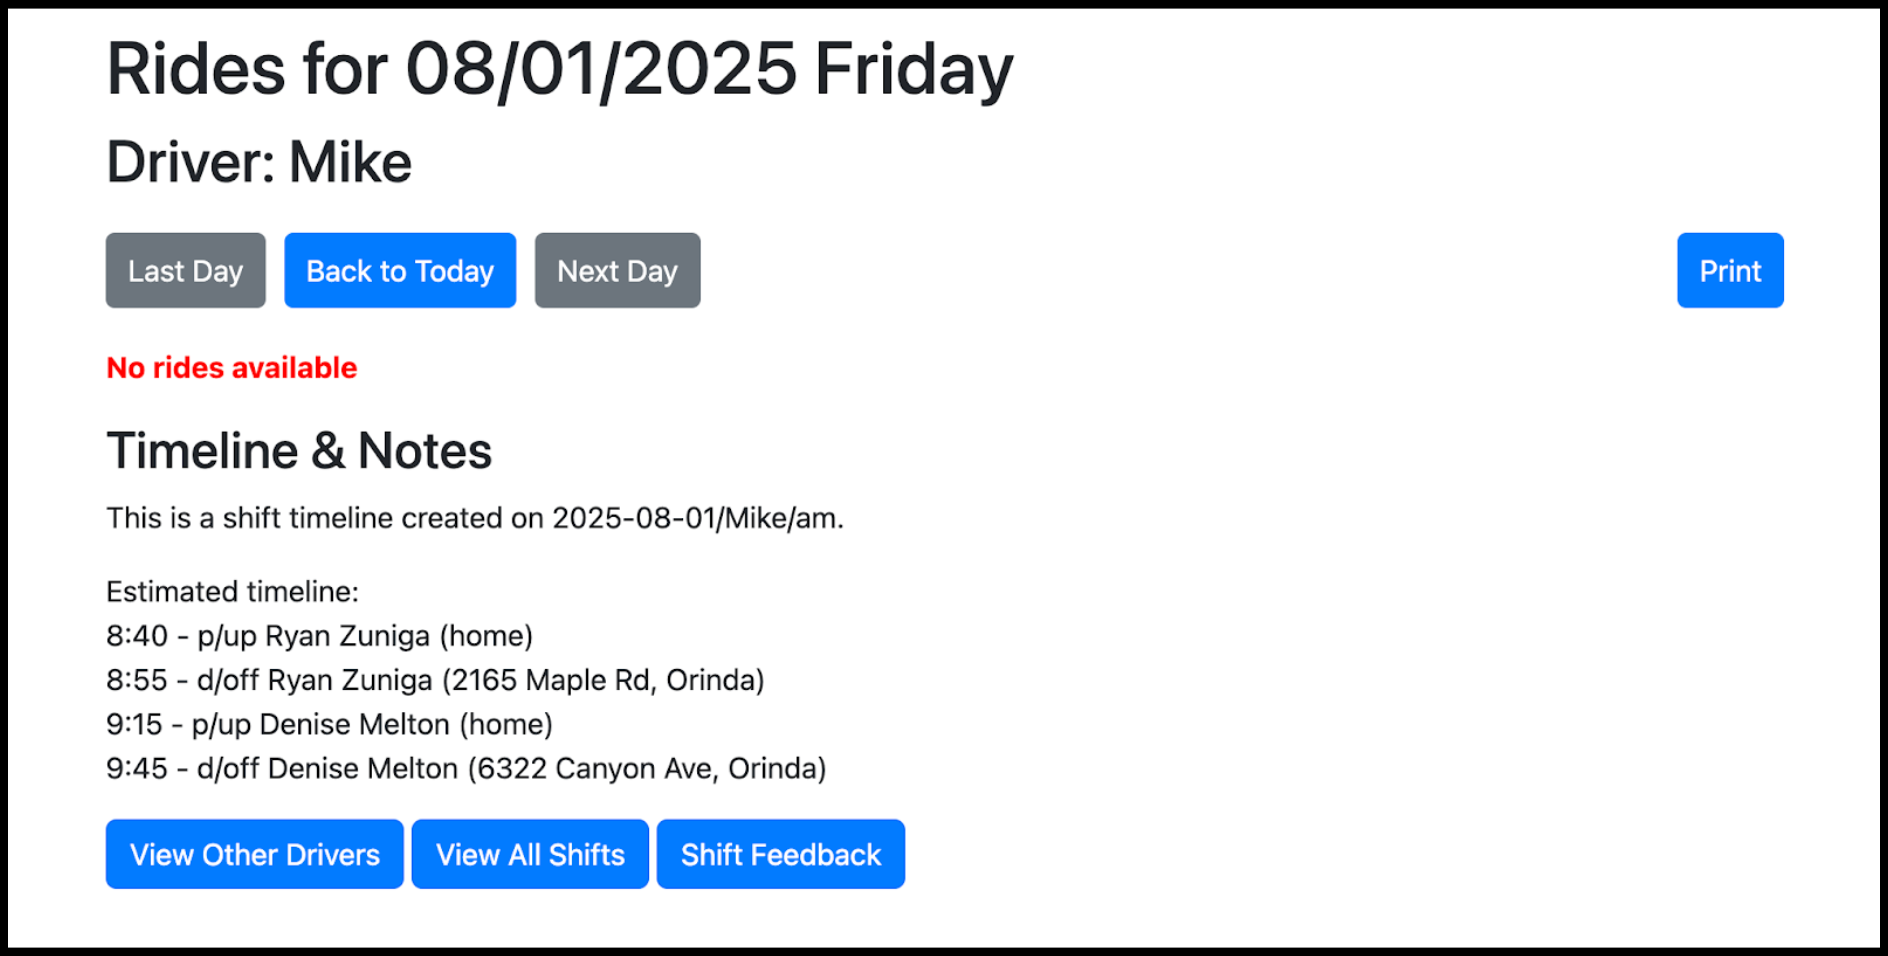 Rides for 08/01/2025 Friday
Driver: Mike
Last Day Back to Today Next Day Print
No rides available
Timeline & Notes
This is a shift timeline created on 2025-08-01/Mike/am.
Estimated timeline:
8:40 - p/up Ryan Zuniga (home)
8:55 - d/off Ryan Zuniga (2165 Maple Rd, Orinda)
9:15 - p/up Denise Melton (home)
9:45 - d/off Denise Melton (6322 Canyon Ave, Orinda)
View Other Drivers View All Shifts Shift Feedback